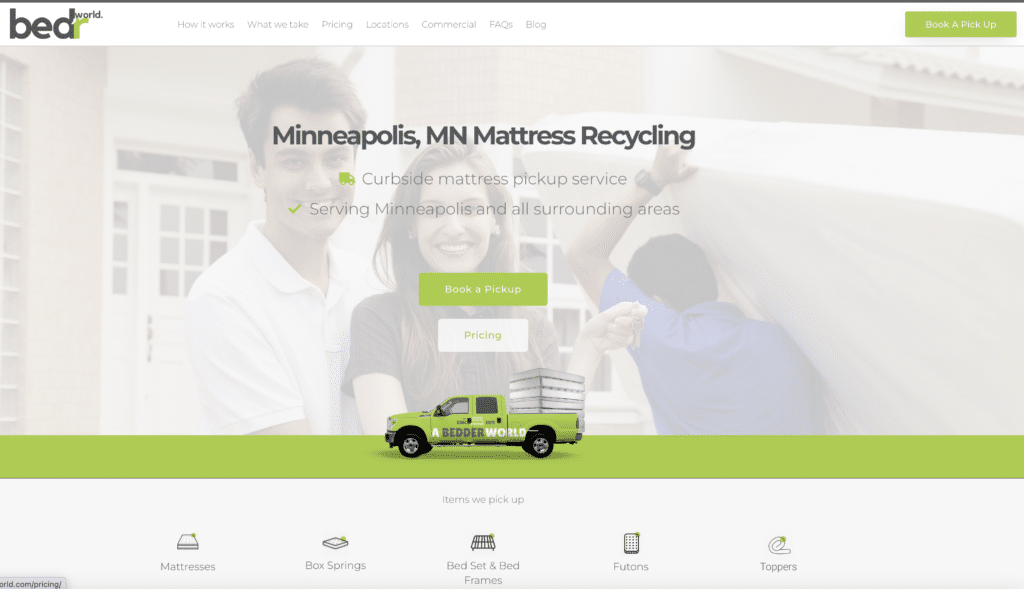 bedr world.
How it works What we take Pricing Locations Commercial FAQs Blog
Book A Pick Up
Minneapolis, MN Mattress Recycling
Curbside mattress pickup service
Serving Minneapolis and all surrounding areas
Book a Pickup
Pricing
A BEDDER WORLD
Items we pick up
Mattresses
Box Springs
Bed Set & Bed
Frames
Futons
Toppers
orld.com/pricing/